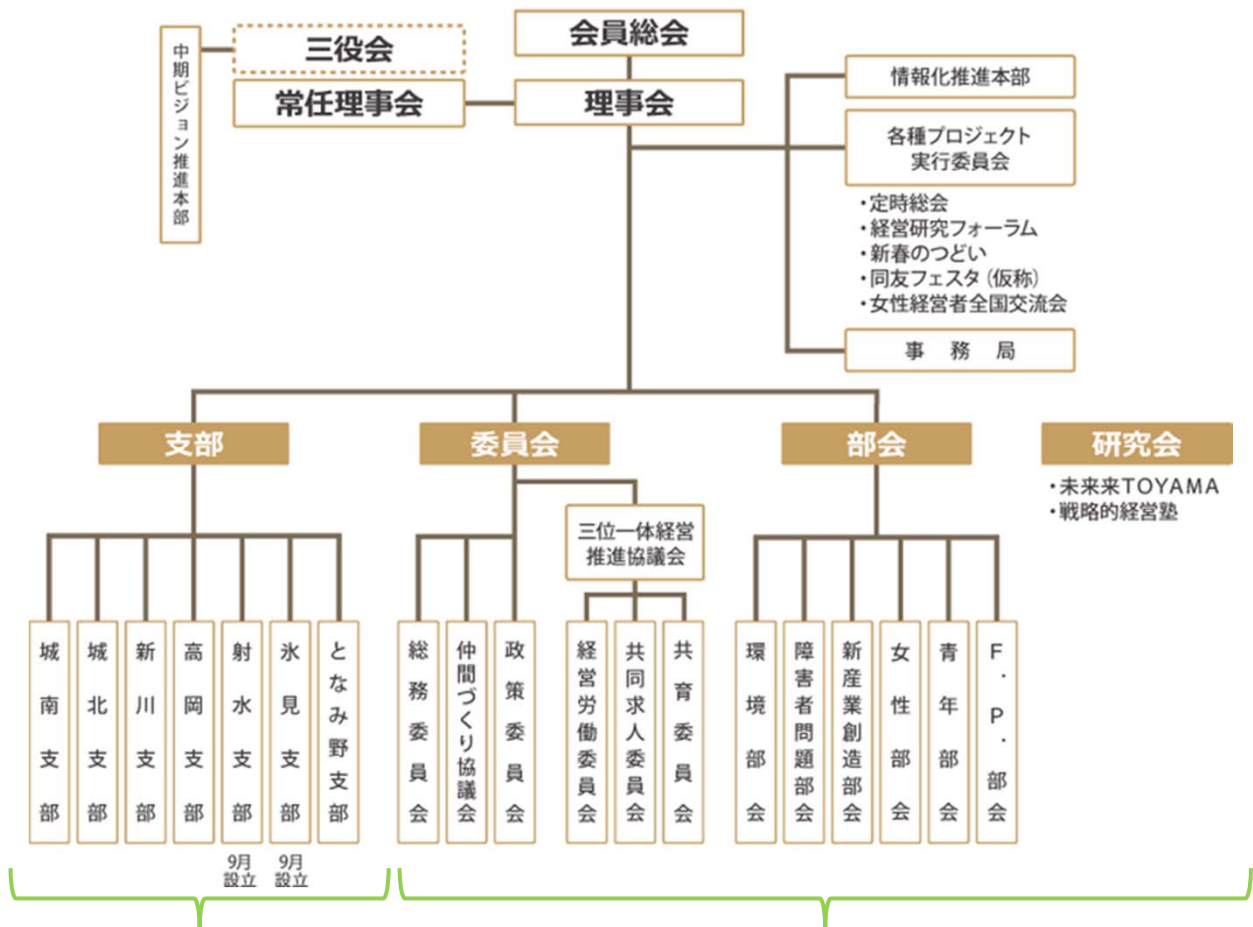 会員総会
三役会
中期ビジョン推進本部
常任理事会
理事会
情報化推進本部
各種プロジェクト
実行委員会
・定時総会
・経営研究フォーラム
・新春のつどい
・同友フェスタ（仮称）
・女性経営者全国交流会
事務局
支部
委員会
部会
研究会
・未来来TOYAMA
・戦略的経営塾
三位一体経営
推進協議会
城南支部
城北支部
新川支部
高岡支部
射水支部
氷見支部
となみ野支部
総務委員会
仲間づくり協議会
政策委員会
経営労働委員会
共同求人委員会
共育委員会
環境部会
障害者問題部会
新産業創造部会
女性部会
青年部会
F．P．部会
9月
設立
9月
設立